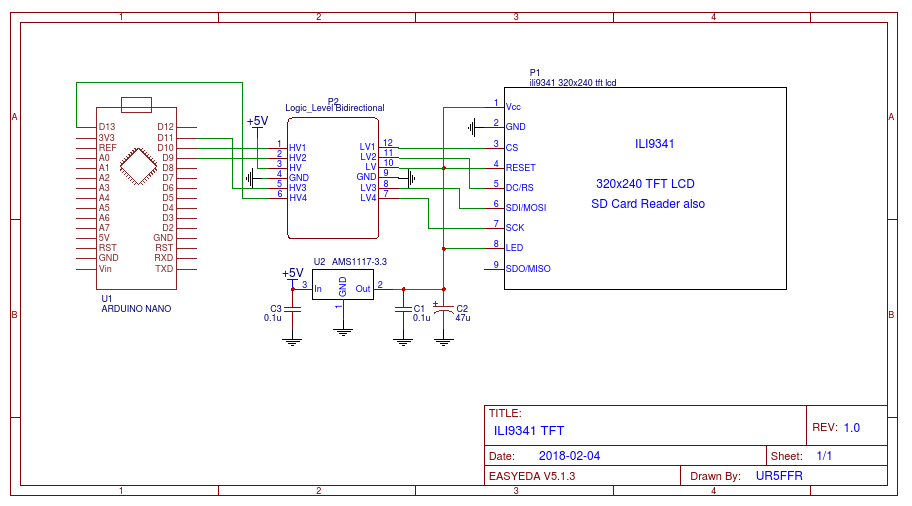 1 2 3 4
A A
B B
P1
ili9341 320x240 tft lcd
1 Vcc
2 GND
3 CS
4 RESET
5 DC/RS
6 SDI/MOSI
7 SCK
8 LED
9 SDO/MISO
ILI9341
320x240 TFT LCD
SD Card Reader also
P2
Logic_Level Bidirectional
+5V
1 HV1 LV1 12
2 HV2 LV2 11
3 HV LV 10
4 GND GND 9
5 HV3 LV3 8
6 HV4 LV4 7
D13 D12
3V3 D11
REF D10
A0 D9
A1 D8
A2 D7
A3 D6
A4 D5
A5 D4
A6 D3
A7 D2
5V GND
RST RST
GND RXD
Vin TXD
U1
ARDUINO NANO
U2 AMS1117-3.3
+5V
3 In GND Out 2
1
C3
0.1u
C1
0.1u
+ C2
47u
TITLE:
ILI9341 TFT
REV: 1.0
Date: 2018-02-04
Sheet: 1/1
EASYEDA V5.1.3
Drawn By: UR5FFR
1 2 3 4